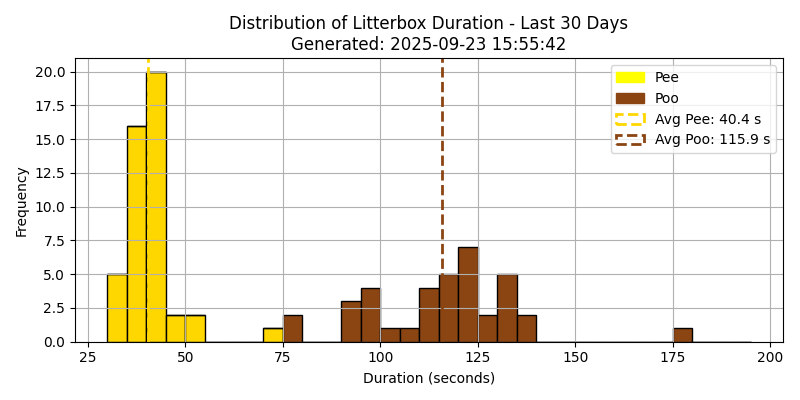 Distribution of Litterbox Duration - Last 30 Days
Generated: 2025-09-23 15:55:42
Pee
Poo
Avg Pee: 40.4 s
Avg Poo: 115.9 s
Frequency
20.0
17.5
15.0
12.5
10.0
7.5
5.0
2.5
0.0
25 50 75 100 125 150 175 200
Duration (seconds)